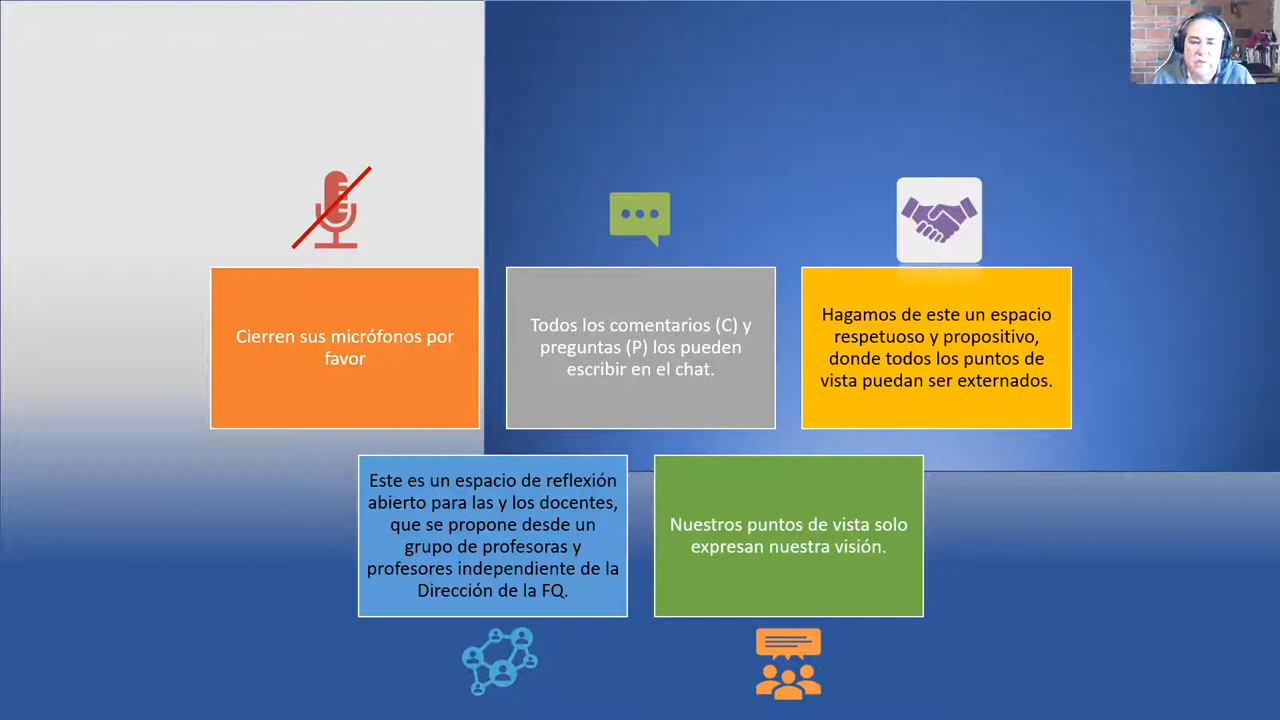 Cierren sus micrófonos por
favor
Todos los comentarios (C) y
preguntas (P) los pueden
escribir en el chat.
Hagamos de este un espacio
respetuoso y propositivo,
donde todos los puntos de
vista puedan ser externados.
Este es un espacio de reflexión
abierto para las y los docentes,
que se propone desde un
grupo de profesoras y
profesores independiente de la
Dirección de la FQ.
Nuestros puntos de vista solo
expresan nuestra visión.